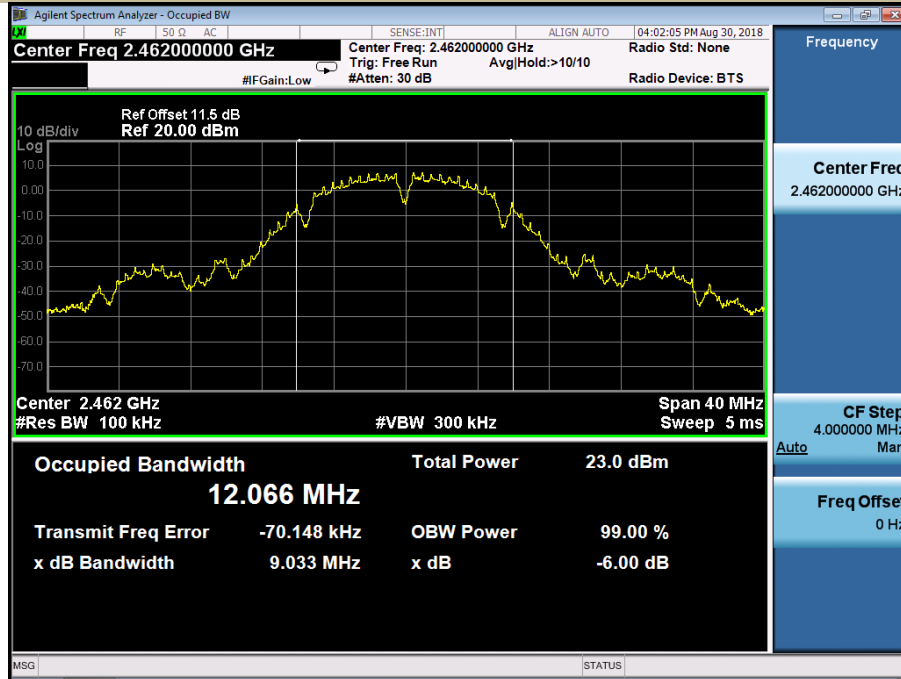 Agilent Spectrum Analyzer - Occupied BW
LXI RF 50 Ω AC SENSE:INT ALIGN AUTO 04:02:05 PM Aug 30, 2018
Center Freq 2.462000000 GHz
Center Freq: 2.462000000 GHz
Radio Std: None
Trig: Free Run Avg|Hold:>10/10
#IFGain:Low
#Atten: 30 dB
Radio Device: BTS
Frequency
Ref Offset 11.5 dB
10 dB/div Ref 20.00 dBm
Log
10.0
0.00
-10.0
-20.0
-30.0
-40.0
-50.0
-60.0
-70.0
Center 2.462 GHz
Span 40 MHz
#Res BW 100 kHz
#VBW 300 kHz
Sweep 5 ms
Occupied Bandwidth
12.066 MHz
Total Power 23.0 dBm
Transmit Freq Error -70.148 kHz
OBW Power 99.00 %
x dB Bandwidth 9.033 MHz
x dB -6.00 dB
Center Freq
2.462000000 GHz
CF Step
4.000000 MHz
Auto Man
Freq Offset
0 Hz
MSG
STATUS